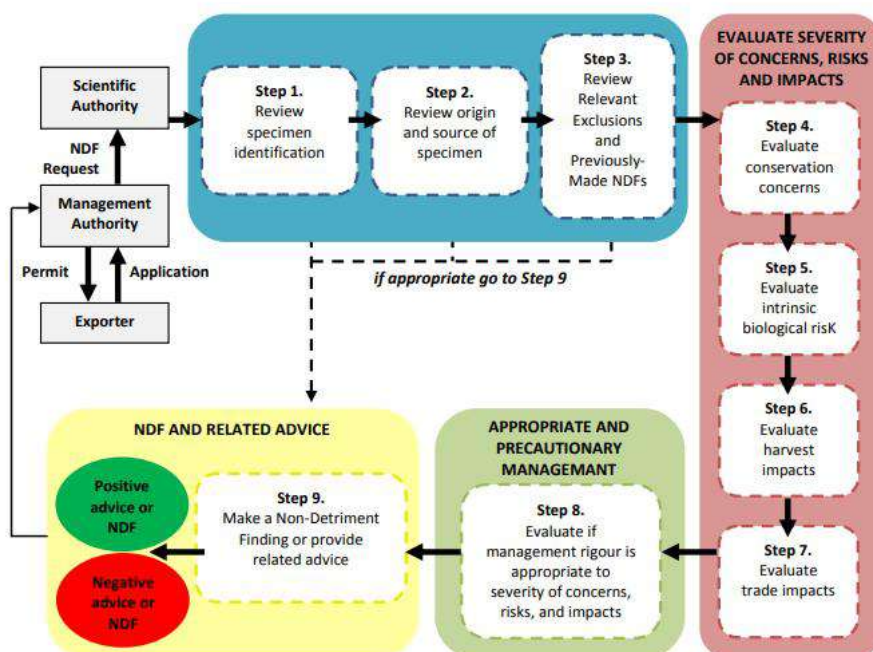 Scientific
Authority
NDF
Request
Management
Authority
Permit
Application
Exporter
Step 1.
Review
specimen
identification
Step 2.
Review origin
and source of
specimen
Step 3.
Review
Relevant
Exclusions
and
Previously-
Made NDFs
if appropriate go to Step 9
EVALUATE SEVERITY
OF CONCERNS, RISKS
AND IMPACTS
Step 4.
Evaluate
conservation
concerns
Step 5.
Evaluate
intrinsic
biological risK
Step 6.
Evaluate
harvest
impacts
Step 7.
Evaluate
trade impacts
APPROPRIATE AND
PRECAUTIONARY
MANAGEMANT
Step 8.
Evaluate if
management rigour is
appropriate to
severity of concerns,
risks, and impacts
NDF AND RELATED ADVICE
Step 9.
Make a Non-Detriment
Finding or provide
related advice
Positive
advice or
NDF
Negative
advice or
NDF